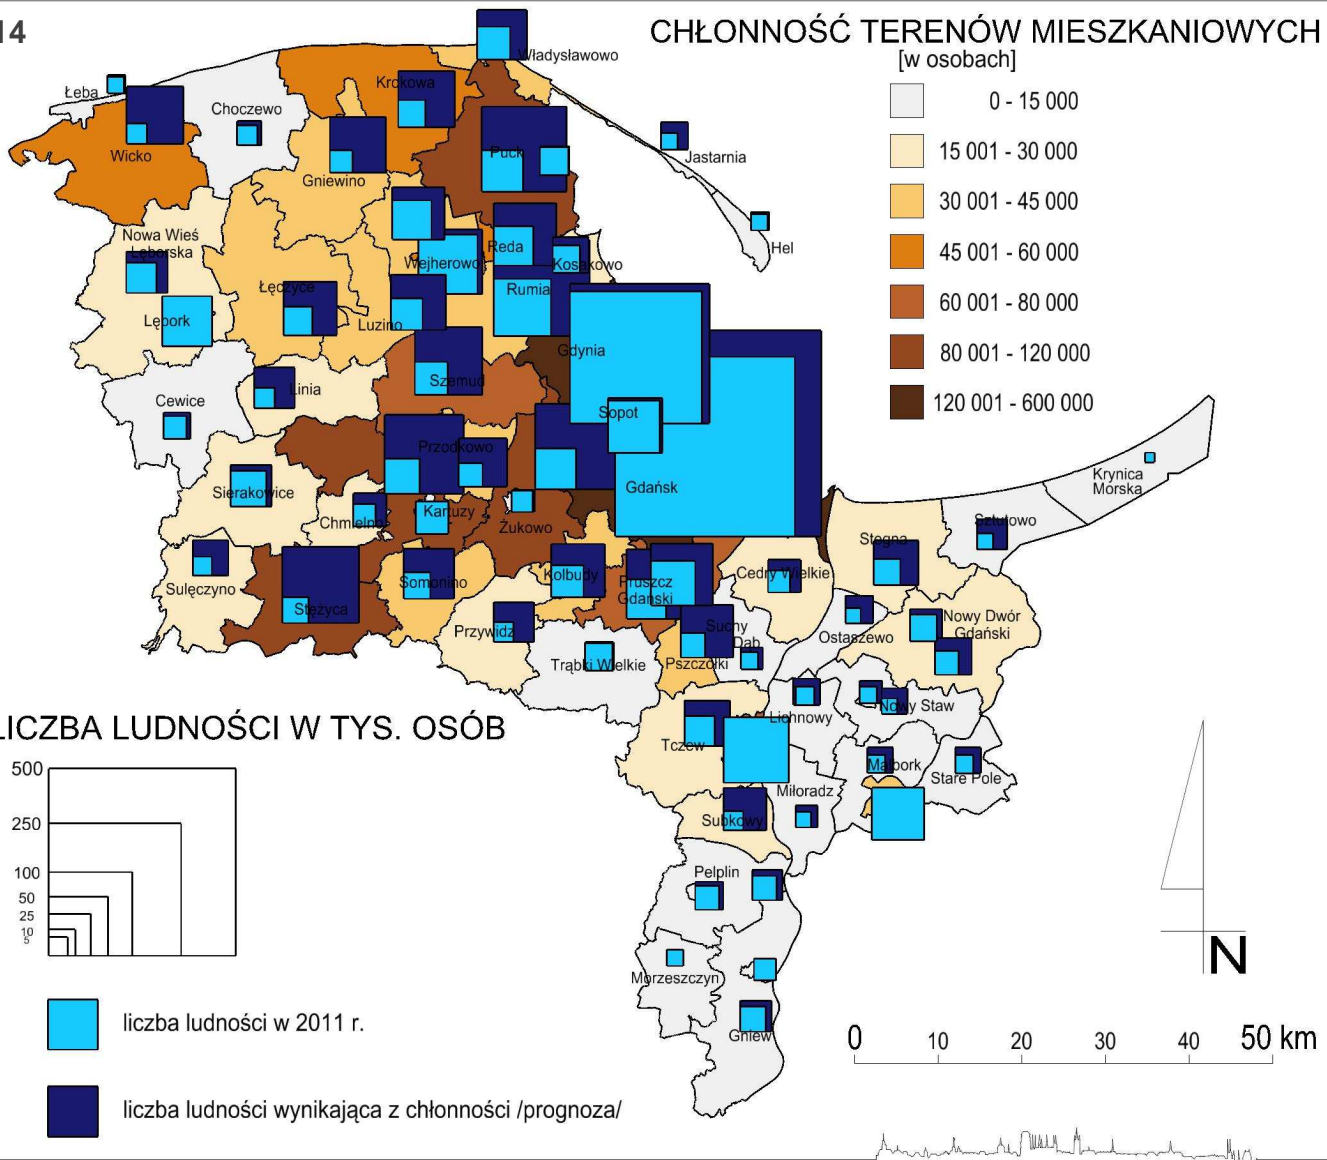 14
CHŁONNOŚĆ TERENÓW MIESZKANIOWYCH
[w osobach]
0 - 15 000
15 001 - 30 000
30 001 - 45 000
45 001 - 60 000
60 001 - 80 000
80 001 - 120 000
120 001 - 600 000
Władysławowo
Łeba
Choczewo
Krokowa
Wicko
Gniewino
Puck
Jastarnia
Hel
Nowa Wieś
Lęborska
Wejherowo
Reda
Kosakowo
Łęczyce
Rumia
Lębork
Luzino
Gdynia
Linia
Szemud
Cewice
Sopot
Przodkowo
Sierakowice
Gdańsk
Krynica
Morska
Chmielno
Kartuzy
Żukowo
Sztutowo
Stegna
Sulęczyno
Stężyca
Somonino
Kolbudy
Pruszcz
Gdański
Cedry Wielkie
Przywidz
Suchy
Dąb
Ostaszewo
Nowy Dwór
Gdański
Trąbki Wielkie
Pszczółki
Lichnowy
Nowy Staw
Tczew
Malbork
Stare Pole
Miłoradz
Subkowy
Pelplin
Morzeszczyn
Gniew
LICZBA LUDNOŚCI W TYS. OSÓB
500
250
100
50
25
10
5
liczba ludności w 2011 r.
liczba ludności wynikająca z chłonności /prognoza/
N
0 10 20 30 40 50 km